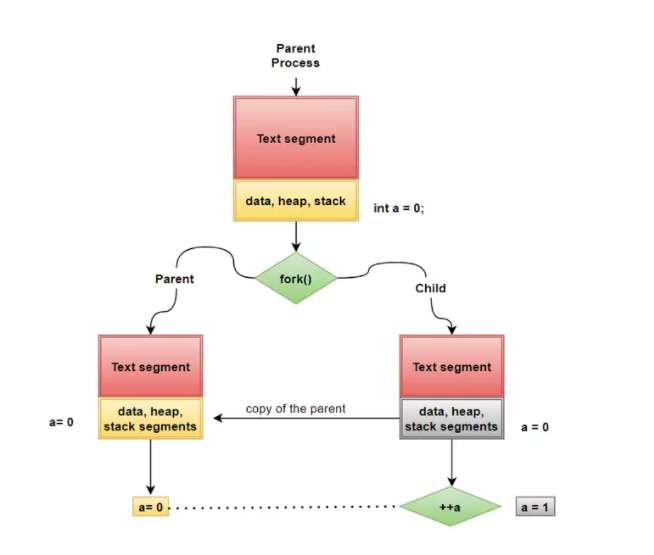 Parent
Process
Text segment
data, heap, stack
int a = 0;
fork()
Parent
Child
Text segment
Text segment
copy of the parent
data, heap,
stack segments
data, heap,
stack segments
a= 0
a = 0
a= 0
++a
a = 1